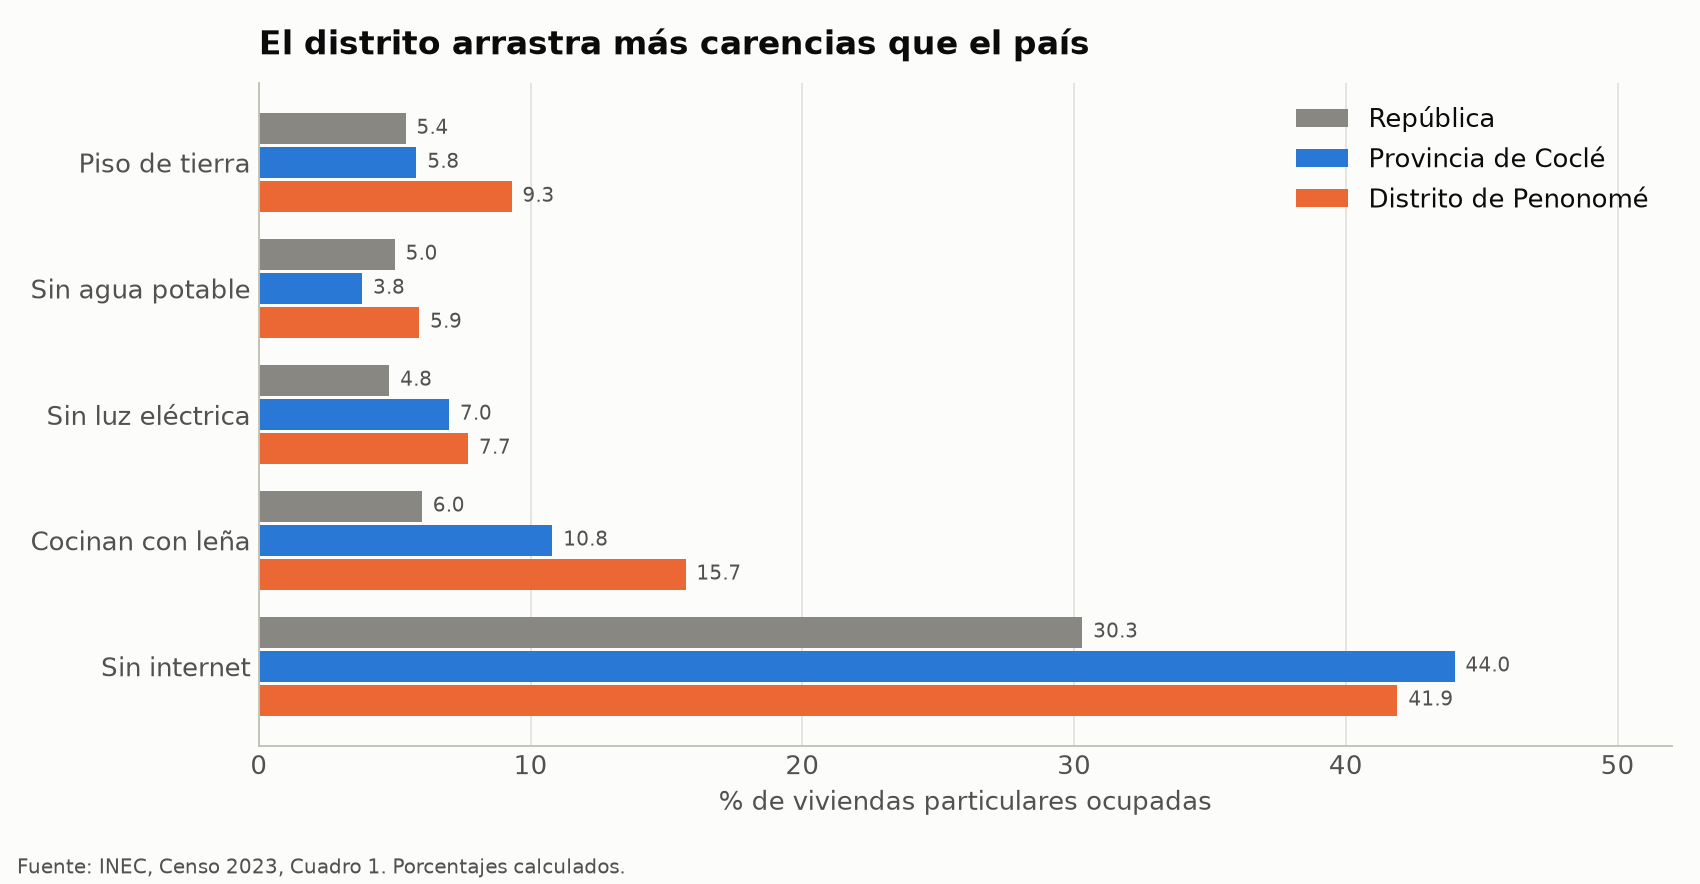 El distrito arrastra más carencias que el país
República
Provincia de Coclé
Distrito de Penonomé
Piso de tierra
5.4
5.8
9.3
Sin agua potable
5.0
3.8
5.9
Sin luz eléctrica
4.8
7.0
7.7
Cocinan con leña
6.0
10.8
15.7
Sin internet
30.3
44.0
41.9
0 10 20 30 40 50
% de viviendas particulares ocupadas
Fuente: INEC, Censo 2023, Cuadro 1. Porcentajes calculados.